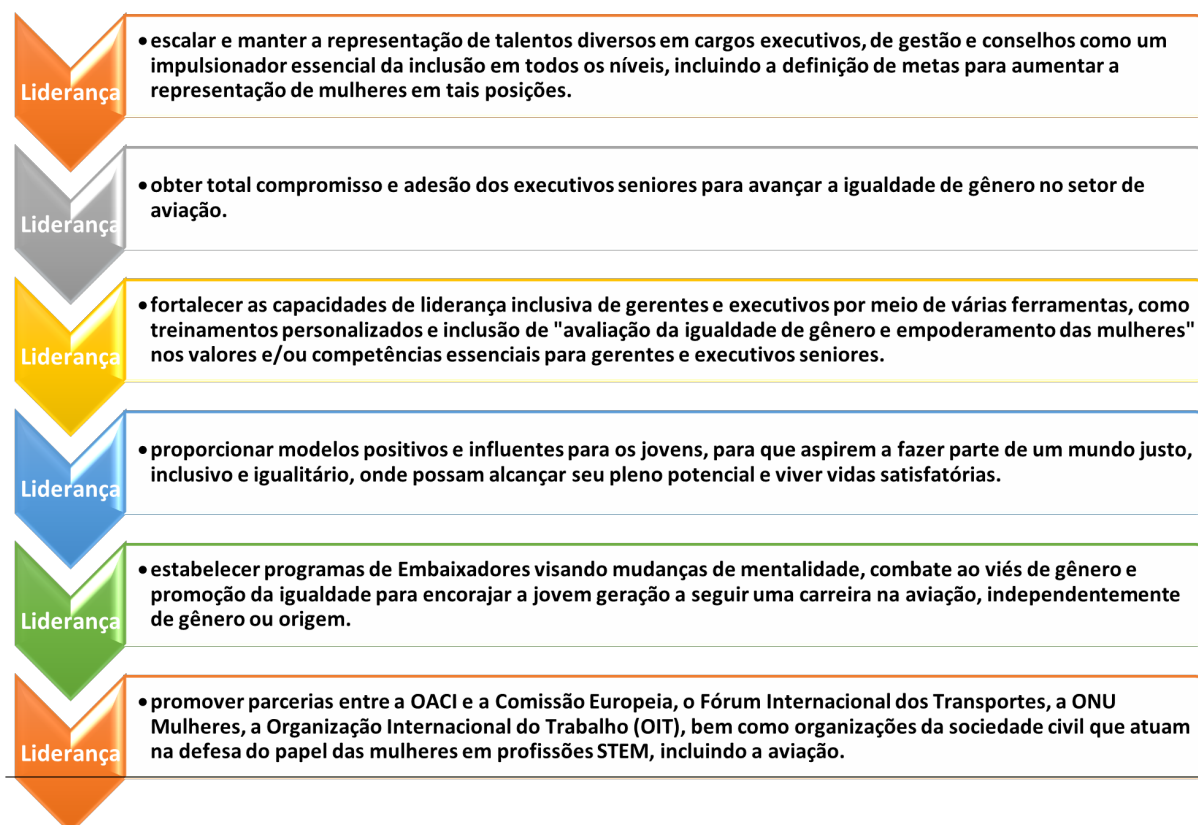 Liderança
• escalar e manter a representação de talentos diversos em cargos executivos, de gestão e conselhos como um
impulsionador essencial da inclusão em todos os níveis, incluindo a definição de metas para aumentar a
representação de mulheres em tais posições.
Liderança
• obter total compromisso e adesão dos executivos seniores para avançar a igualdade de gênero no setor de
aviação.
Liderança
• fortalecer as capacidades de liderança inclusiva de gerentes e executivos por meio de várias ferramentas, como
treinamentos personalizados e inclusão de "avaliação da igualdade de gênero e empoderamento das mulheres"
nos valores e/ou competências essenciais para gerentes e executivos seniores.
Liderança
• proporcionar modelos positivos e influentes para os jovens, para que aspirem a fazer parte de um mundo justo,
inclusivo e igualitário, onde possam alcançar seu pleno potencial e viver vidas satisfatórias.
Liderança
• estabelecer programas de Embaixadores visando mudanças de mentalidade, combate ao viés de gênero e
promoção da igualdade para encorajar a jovem geração a seguir uma carreira na aviação, independentemente
de gênero ou origem.
Liderança
• promover parcerias entre a OACI e a Comissão Europeia, o Fórum Internacional dos Transportes, a ONU
Mulheres, a Organização Internacional do Trabalho (OIT), bem como organizações da sociedade civil que atuam
na defesa do papel das mulheres em profissões STEM, incluindo a aviação.